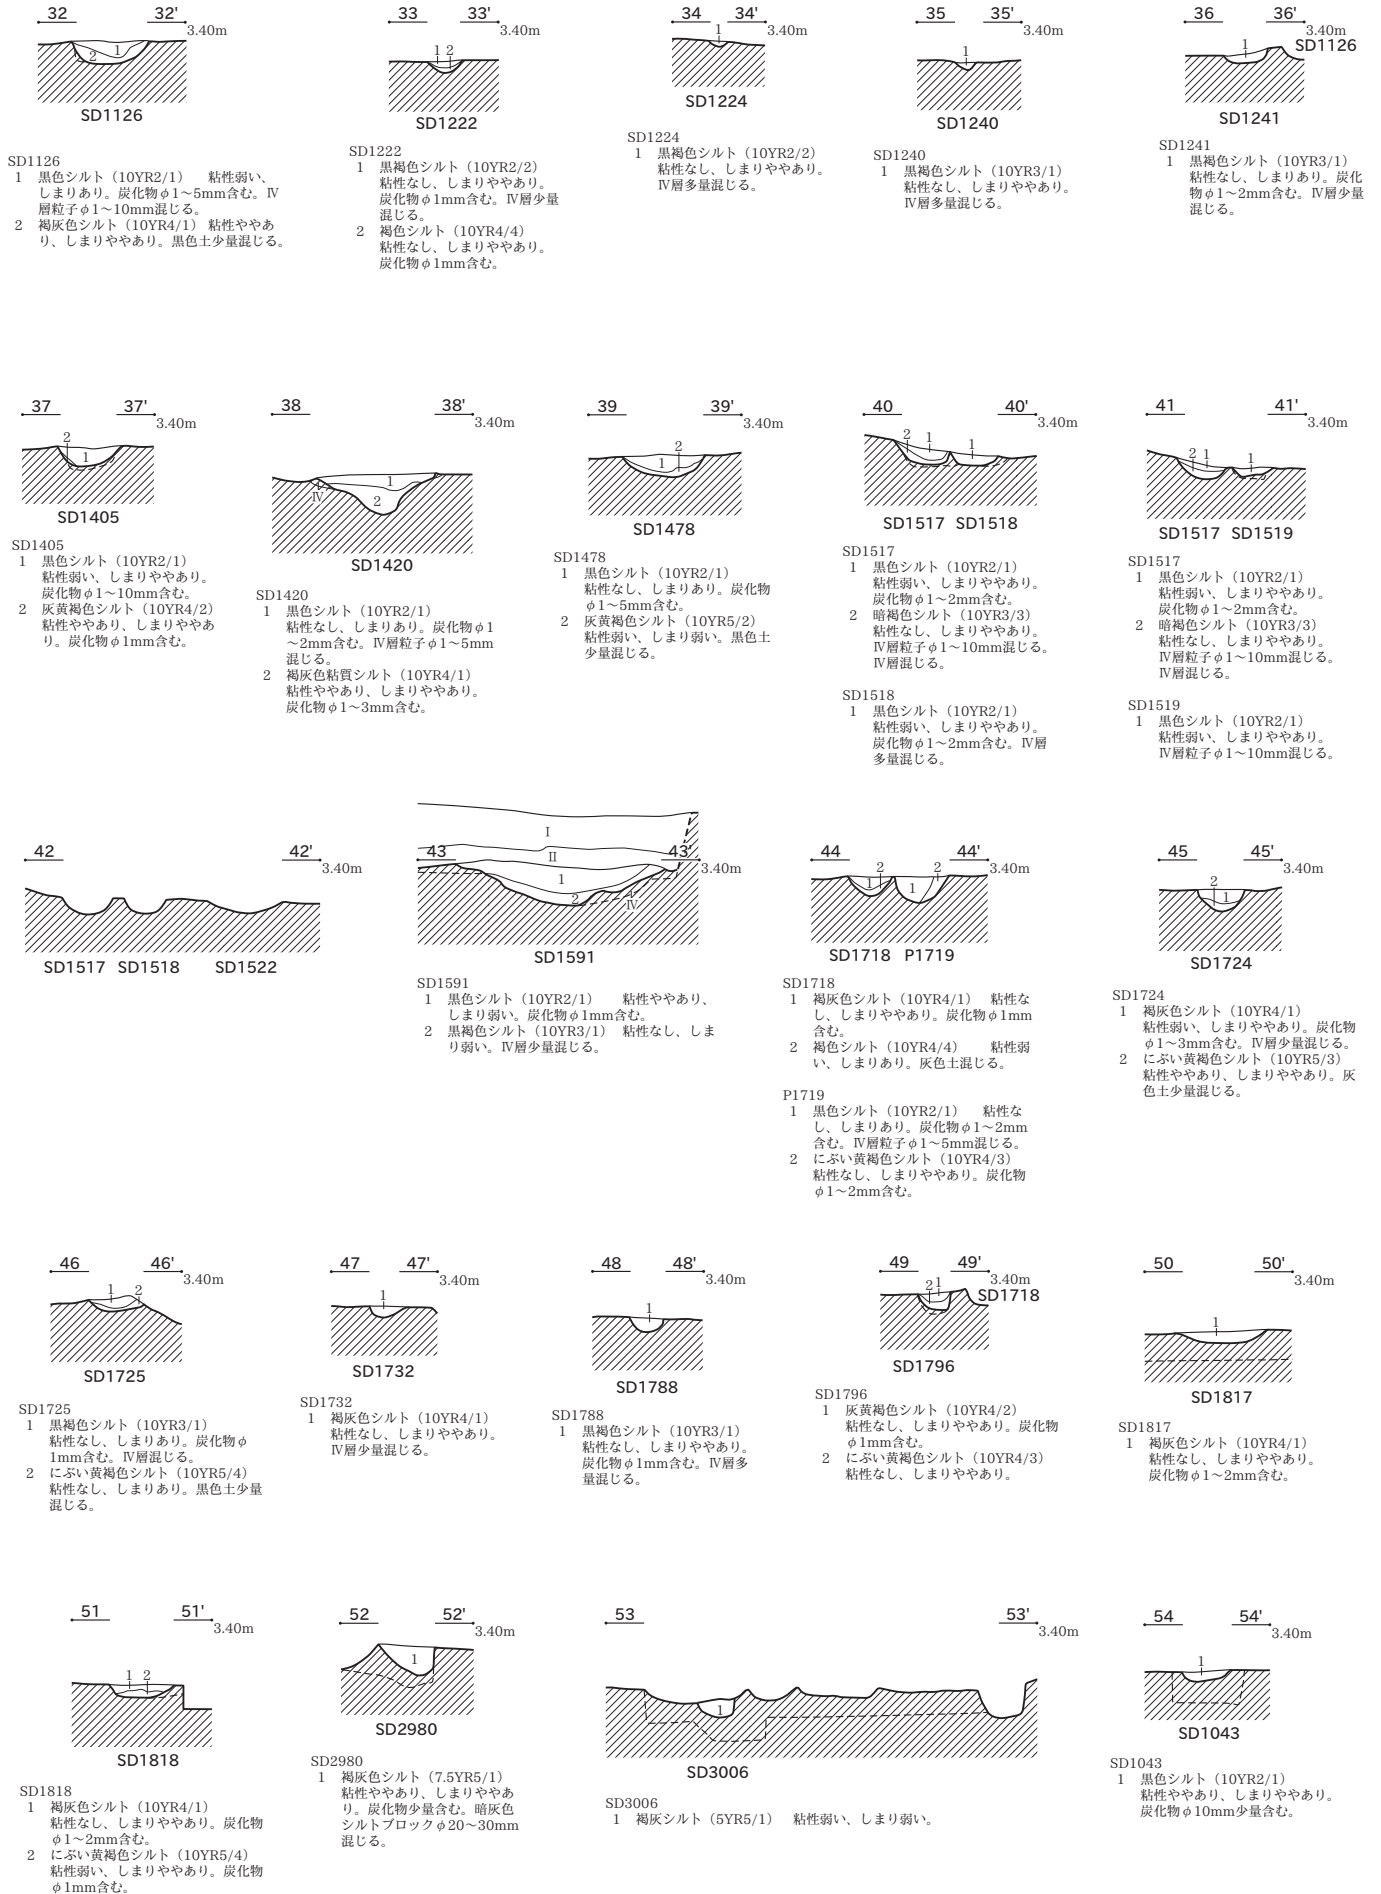 32 32'
3.40m
1
2
SD1126
SD1126
1 黒色シルト（10YR2/1） 粘性弱い、
しまりあり。炭化物φ1～5mm含む。Ⅳ
層粒子φ1～10mm混じる。
2 褐灰色シルト（10YR4/1） 粘性ややあ
り、しまりややあり。黒色土少量混じる。
33 33'
3.40m
1 2
SD1222
SD1222
1 黒褐色シルト（10YR2/2）
粘性なし、しまりややあり。
炭化物φ1mm含む。Ⅳ層少量
混じる。
2 褐色シルト（10YR4/4）
粘性なし、しまりややあり。
炭化物φ1mm含む。
34 34'
3.40m
1
SD1224
SD1224
1 黒褐色シルト（10YR2/2）
粘性なし、しまりややあり。
Ⅳ層多量混じる。
35 35'
3.40m
1
SD1240
SD1240
1 黒褐色シルト（10YR3/1）
粘性なし、しまりややあり。
Ⅳ層多量混じる。
36 36'
3.40m
1
SD1126
SD1241
SD1241
1 黒褐色シルト（10YR3/1）
粘性なし、しまりあり。炭化
物φ1～2mm含む。Ⅳ層少量
混じる。
37 37'
3.40m
2
1
SD1405
SD1405
1 黒色シルト（10YR2/1）
粘性弱い、しまりややあり。
炭化物φ1～10mm含む。
2 灰黄褐色シルト（10YR4/2）
粘性ややあり、しまりややあ
り。炭化物φ1mm含む。
38 38'
3.40m
1
Ⅳ
2
SD1420
SD1420
1 黒色シルト（10YR2/1）
粘性なし、しまりあり。炭化物φ1
～2mm含む。Ⅳ層粒子φ1～5mm
混じる。
2 褐灰色粘質シルト（10YR4/1）
粘性ややあり、しまりややあり。
炭化物φ1～3mm含む。
39 39'
3.40m
2
1
SD1478
SD1478
1 黒色シルト（10YR2/1）
粘性なし、しまりあり。炭化物
φ1～5mm含む。
2 灰黄褐色シルト（10YR5/2）
粘性弱い、しまり弱い。黒色土
少量混じる。
40 40'
3.40m
2 1 1
SD1517 SD1518
SD1517
1 黒色シルト（10YR2/1）
粘性弱い、しまりややあり。
炭化物φ1～2mm含む。
2 暗褐色シルト（10YR3/3）
粘性なし、しまりややあり。
Ⅳ層粒子φ1～10mm混じる。
Ⅳ層混じる。
SD1518
1 黒色シルト（10YR2/1）
粘性弱い、しまりややあり。
炭化物φ1～2mm含む。Ⅳ層
多量混じる。
41 41'
3.40m
2 1 1
SD1517 SD1519
SD1517
1 黒色シルト（10YR2/1）
粘性弱い、しまりややあり。
炭化物φ1～2mm含む。
2 暗褐色シルト（10YR3/3）
粘性なし、しまりややあり。
Ⅳ層粒子φ1～10mm混じる。
Ⅳ層混じる。
SD1519
1 黒色シルト（10YR2/1）
粘性弱い、しまりややあり。
Ⅳ層粒子φ1～10mm混じる。
42 42'
3.40m
SD1517 SD1518 SD1522
Ⅰ
43 Ⅱ 43'
3.40m
1
2
Ⅳ
SD1591
SD1591
1 黒色シルト（10YR2/1） 粘性ややあり、
しまり弱い。炭化物φ1mm含む。
2 黒褐色シルト（10YR3/1） 粘性なし、しま
り弱い。Ⅳ層少量混じる。
44 44'
3.40m
2 2
1 1
SD1718 P1719
SD1718
1 褐灰色シルト（10YR4/1） 粘性な
し、しまりややあり。炭化物φ1mm
含む。
2 褐色シルト（10YR4/4） 粘性弱
い、しまりあり。灰色土混じる。
P1719
1 黒色シルト（10YR2/1） 粘性な
し、しまりあり。炭化物φ1～2mm
含む。Ⅳ層粒子φ1～5mm混じる。
2 にぶい黄褐色シルト（10YR4/3）
粘性なし、しまりややあり。炭化物
φ1～2mm含む。
45 45'
3.40m
2
1
SD1724
SD1724
1 褐灰色シルト（10YR4/1）
粘性弱い、しまりややあり。炭化物
φ1～3mm含む。Ⅳ層少量混じる。
2 にぶい黄褐色シルト（10YR5/3）
粘性ややあり、しまりややあり。灰
色土少量混じる。
46 46'
3.40m
1 2
SD1725
SD1725
1 黒褐色シルト（10YR3/1）
粘性なし、しまりあり。炭化物φ
1mm含む。Ⅳ層混じる。
2 にぶい黄褐色シルト（10YR5/4）
粘性なし、しまりあり。黒色土少量
混じる。
47 47'
3.40m
1
SD1732
SD1732
1 褐灰色シルト（10YR4/1）
粘性なし、しまりややあり。
Ⅳ層少量混じる。
48 48'
3.40m
1
SD1788
SD1788
1 黒褐色シルト（10YR3/1）
粘性なし、しまりややあり。
炭化物φ1mm含む。Ⅳ層多
量混じる。
49 49'
3.40m
2 1
SD1718
SD1796
SD1796
1 灰黄褐色シルト（10YR4/2）
粘性なし、しまりややあり。炭化物
φ1mm含む。
2 にぶい黄褐色シルト（10YR4/3）
粘性なし、しまりややあり。
50 50'
3.40m
1
SD1817
SD1817
1 褐灰色シルト（10YR4/1）
粘性なし、しまりややあり。
炭化物φ1～2mm含む。
51 51'
3.40m
1 2
SD1818
SD1818
1 褐灰色シルト（10YR4/1）
粘性なし、しまりややあり。炭化物
φ1～2mm含む。
2 にぶい黄褐色シルト（10YR5/4）
粘性弱い、しまりややあり。炭化物
φ1mm含む。
52 52'
3.40m
1
SD2980
SD2980
1 褐灰色シルト（7.5YR5/1）
粘性ややあり、しまりややあ
り。炭化物少量含む。暗灰色
シルトブロックφ20～30mm
混じる。
53 53'
3.40m
1
SD3006
SD3006
1 褐灰シルト（5YR5/1） 粘性弱い、しまり弱い。
54 54'
3.40m
1
SD1043
SD1043
1 黒色シルト（10YR2/1）
粘性ややあり、しまりややあり。
炭化物φ10mm少量含む。